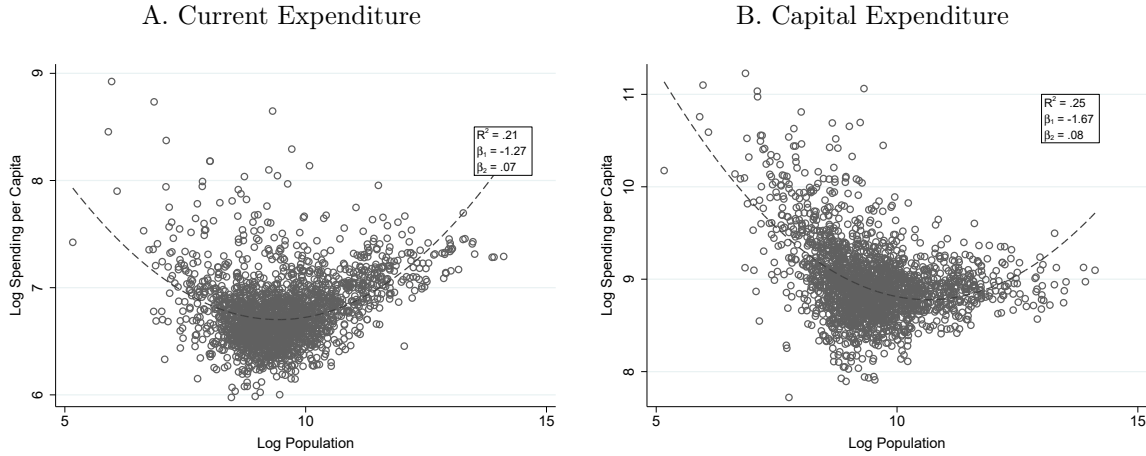 A. Current Expenditure
Log Spending per Capita
9
8
7
6
R² = .21
β₁ = -1.27
β₂ = .07
5
10
15
Log Population
B. Capital Expenditure
Log Spending per Capita
11
10
9
8
R² = .25
β₁ = -1.67
β₂ = .08
5
10
15
Log Population